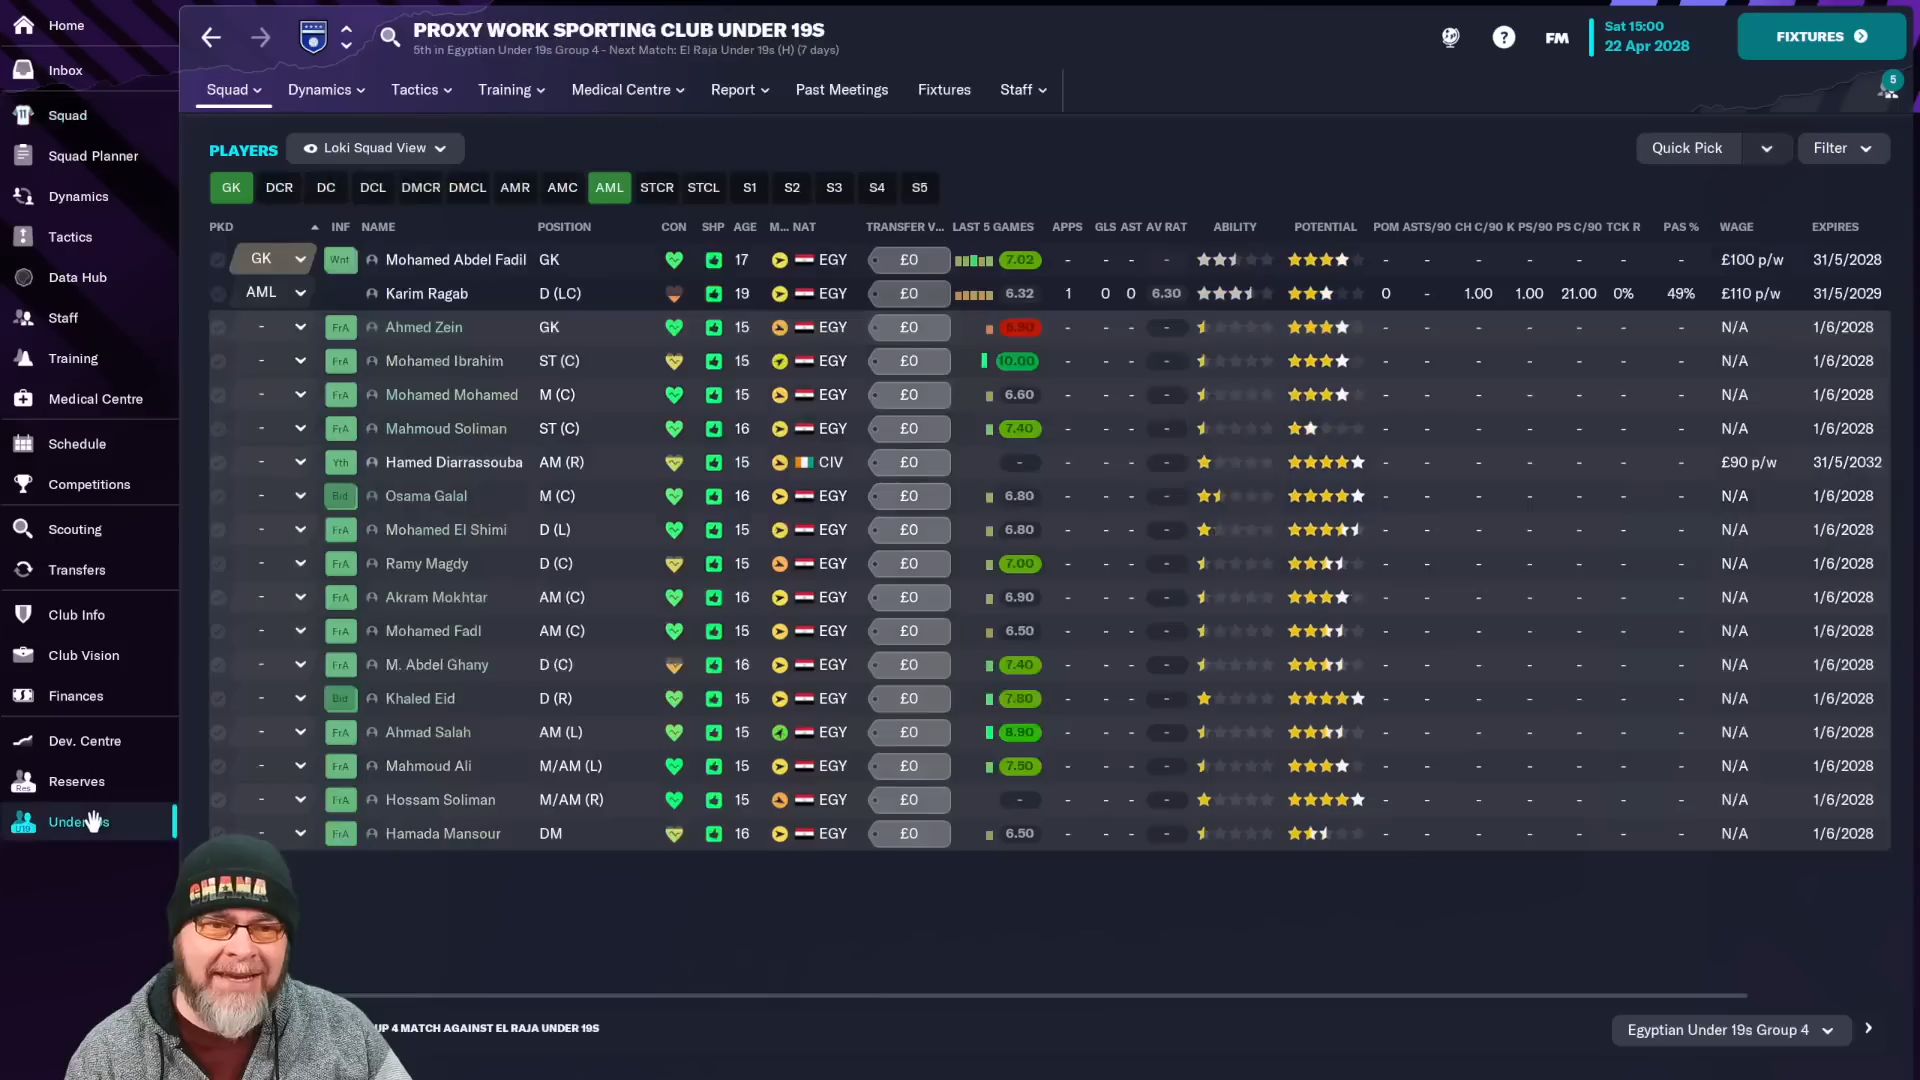 Home
Inbox
Squad
Squad Planner
Dynamics
Tactics
Data Hub
Staff
Training
Medical Centre
Schedule
Competitions
Scouting
Transfers
Club Info
Club Vision
Finances
Dev. Centre
Res Reserves
U19
PROXY WORK SPORTING CLUB UNDER 19S
5th in Egyptian Under 19s Group 4 - Next Match: El Raja Under 19s (H) (7 days)
? FM Sat 15:00
22 Apr 2028
FIXTURES
Squad Dynamics Tactics Training Medical Centre Report Past Meetings Fixtures Staff 5
PLAYERS Loki Squad View Quick Pick Filter
GK DCR DC DCL DMCR DMCL AMR AMC AML STCR STCL S1 S2 S3 S4 S5
PKD INF NAME POSITION CON SHP AGE M... NAT TRANSFER V... LAST 5 GAMES APPS GLS AST AV RAT ABILITY POTENTIAL POM ASTS/90 CH C/90 K PS/90 PS C/90 TCK R PAS % WAGE EXPIRES
GK Wnt Mohamed Abdel Fadil GK 17 EGY £0 7.02 - - - - - - - - - - - £100 p/w 31/5/2028
AML Karim Ragab D (LC) 19 EGY £0 6.32 1 0 0 6.30 0 - 1.00 1.00 21.00 0% 49% £110 p/w 31/5/2029
- FrA Ahmed Zein GK 15 EGY £0 5.90 - - - - - - - - - - - N/A 1/6/2028
- FrA Mohamed Ibrahim ST (C) 15 EGY £0 10.00 - - - - - - - - - - - N/A 1/6/2028
- FrA Mohamed Mohamed M (C) 15 EGY £0 6.60 - - - - - - - - - - - N/A 1/6/2028
- FrA Mahmoud Soliman ST (C) 16 EGY £0 7.40 - - - - - - - - - - - N/A 1/6/2028
- Yth Hamed Diarrassouba AM (R) 15 CIV £0 - - - - - - - - - - - - £90 p/w 31/5/2032
- Bid Osama Galal M (C) 16 EGY £0 6.80 - - - - - - - - - - - N/A 1/6/2028
- FrA Mohamed El Shimi D (L) 15 EGY £0 6.80 - - - - - - - - - - - N/A 1/6/2028
- FrA Ramy Magdy D (C) 15 EGY £0 7.00 - - - - - - - - - - - N/A 1/6/2028
- FrA Akram Mokhtar AM (C) 16 EGY £0 6.90 - - - - - - - - - - - N/A 1/6/2028
- FrA Mohamed Fadl AM (C) 15 EGY £0 6.50 - - - - - - - - - - - N/A 1/6/2028
- FrA M. Abdel Ghany D (C) 16 EGY £0 7.40 - - - - - - - - - - - N/A 1/6/2028
- Bid Khaled Eid D (R) 15 EGY £0 7.80 - - - - - - - - - - - N/A 1/6/2028
- FrA Ahmad Salah AM (L) 15 EGY £0 8.90 - - - - - - - - - - - N/A 1/6/2028
- FrA Mahmoud Ali M/AM (L) 15 EGY £0 7.50 - - - - - - - - - - - N/A 1/6/2028
- FrA Hossam Soliman M/AM (R) 15 EGY £0 - - - - - - - - - - - - N/A 1/6/2028
- FrA Hamada Mansour DM 16 EGY £0 6.50 - - - - - - - - - - - N/A 1/6/2028
GHANA
4 MATCH AGAINST EL RAJA UNDER 19S
Egyptian Under 19s Group 4